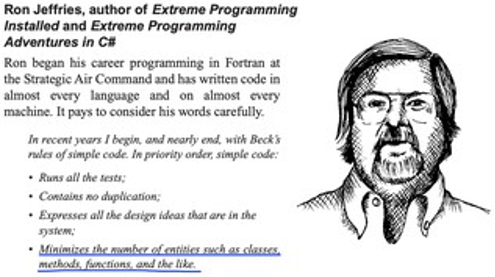 Ron Jeffries, author of Extreme Programming
Installed and Extreme Programming
Adventures in C#
Ron began his career programming in Fortran at
the Strategic Air Command and has written code in
almost every language and on almost every
machine. It pays to consider his words carefully.
In recent years I begin, and nearly end, with Beck's
rules of simple code. In priority order, simple code:
• Runs all the tests;
• Contains no duplication;
• Expresses all the design ideas that are in the
system;
• Minimizes the number of entities such as classes,
methods, functions, and the like.